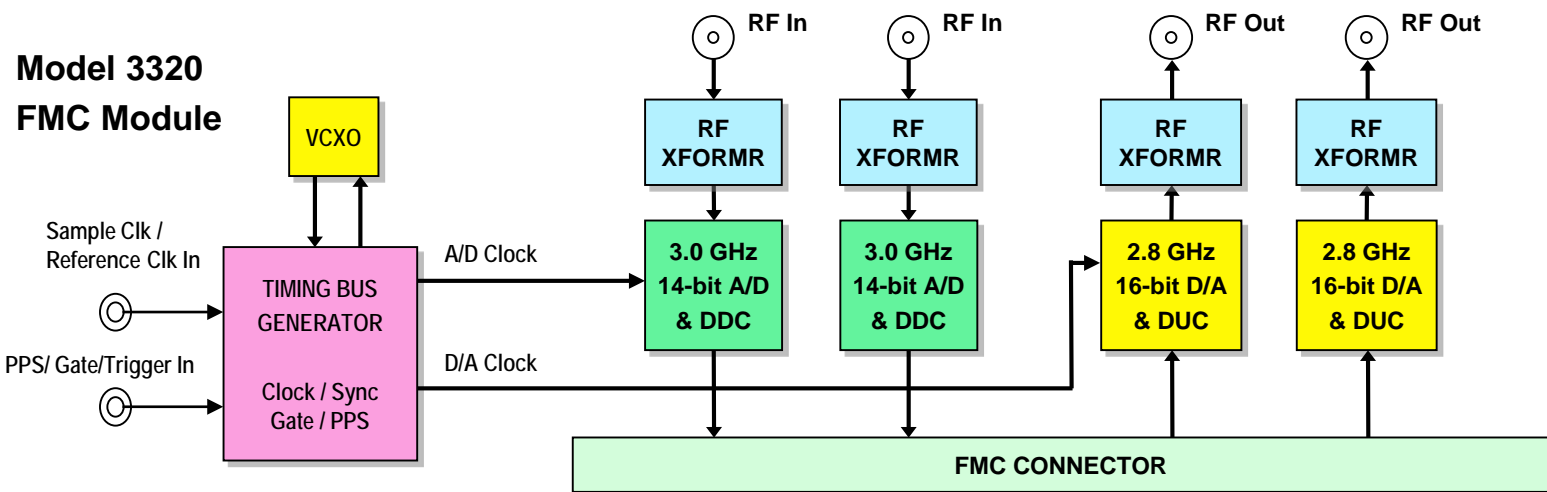 Model 3320
FMC Module
RF In
RF In
RF Out
RF Out
VCXO
RF
XFORMR
RF
XFORMR
RF
XFORMR
RF
XFORMR
Sample Clk /
Reference Clk In
PPS/ Gate/Trigger In
TIMING BUS
GENERATOR
Clock / Sync
Gate / PPS
A/D Clock
D/A Clock
3.0 GHz
14-bit A/D
& DDC
3.0 GHz
14-bit A/D
& DDC
2.8 GHz
16-bit D/A
& DUC
2.8 GHz
16-bit D/A
& DUC
FMC CONNECTOR